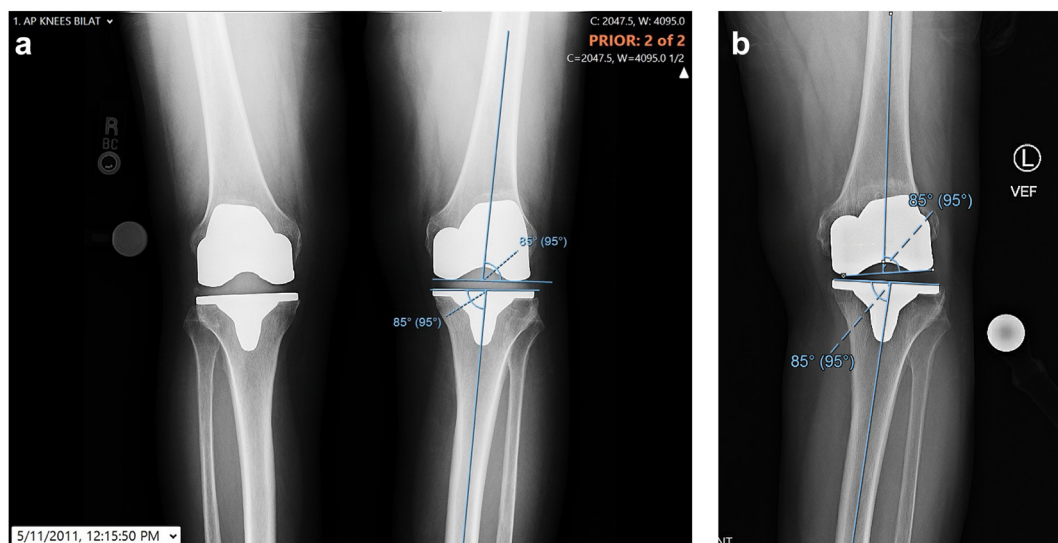 1. AP KNEES BILAT
a
C: 2047.5, W: 4095.0
PRIOR: 2 of 2
C=2047.5, W=4095.0 1/2
R
BC
85° (95°)
85° (95°)
5/11/2011, 12:15:50 PM
b
L
VEF
85° (95°)
85° (95°)
NT